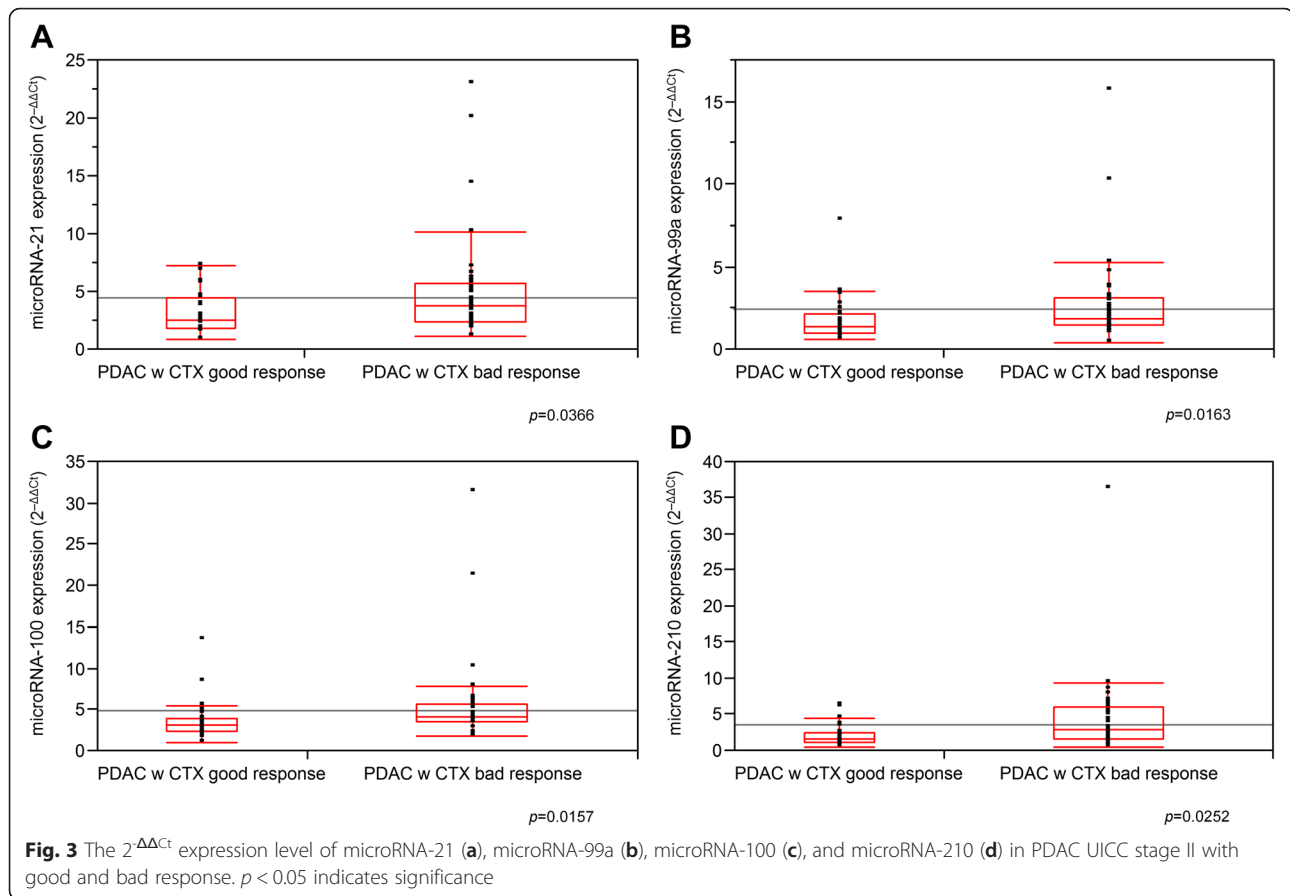 A
microRNA-21 expression (2^-ΔΔCt)
25
20
15
10
5
0
PDAC w CTX good response
PDAC w CTX bad response
p=0.0366
B
microRNA-99a expression (2^-ΔΔCt)
15
10
5
0
PDAC w CTX good response
PDAC w CTX bad response
p=0.0163
C
microRNA-100 expression (2^-ΔΔCt)
35
30
25
20
15
10
5
0
PDAC w CTX good response
PDAC w CTX bad response
p=0.0157
D
microRNA-210 expression (2^-ΔΔCt)
40
35
30
25
20
15
10
5
0
PDAC w CTX good response
PDAC w CTX bad response
p=0.0252
Fig. 3 The 2^-ΔΔCt expression level of microRNA-21 (a), microRNA-99a (b), microRNA-100 (c), and microRNA-210 (d) in PDAC UICC stage II with
good and bad response. p < 0.05 indicates significance